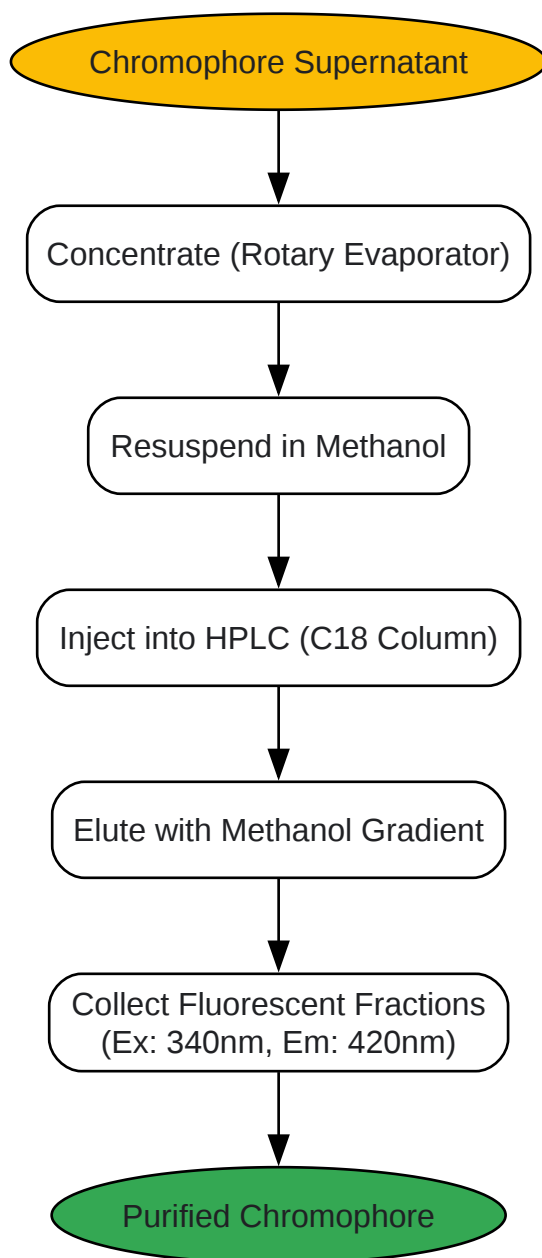 Chromophore Supernatant
Concentrate (Rotary Evaporator)
Resuspend in Methanol
Inject into HPLC (C18 Column)
Elute with Methanol Gradient
Collect Fluorescent Fractions
(Ex: 340nm, Em: 420nm)
Purified Chromophore